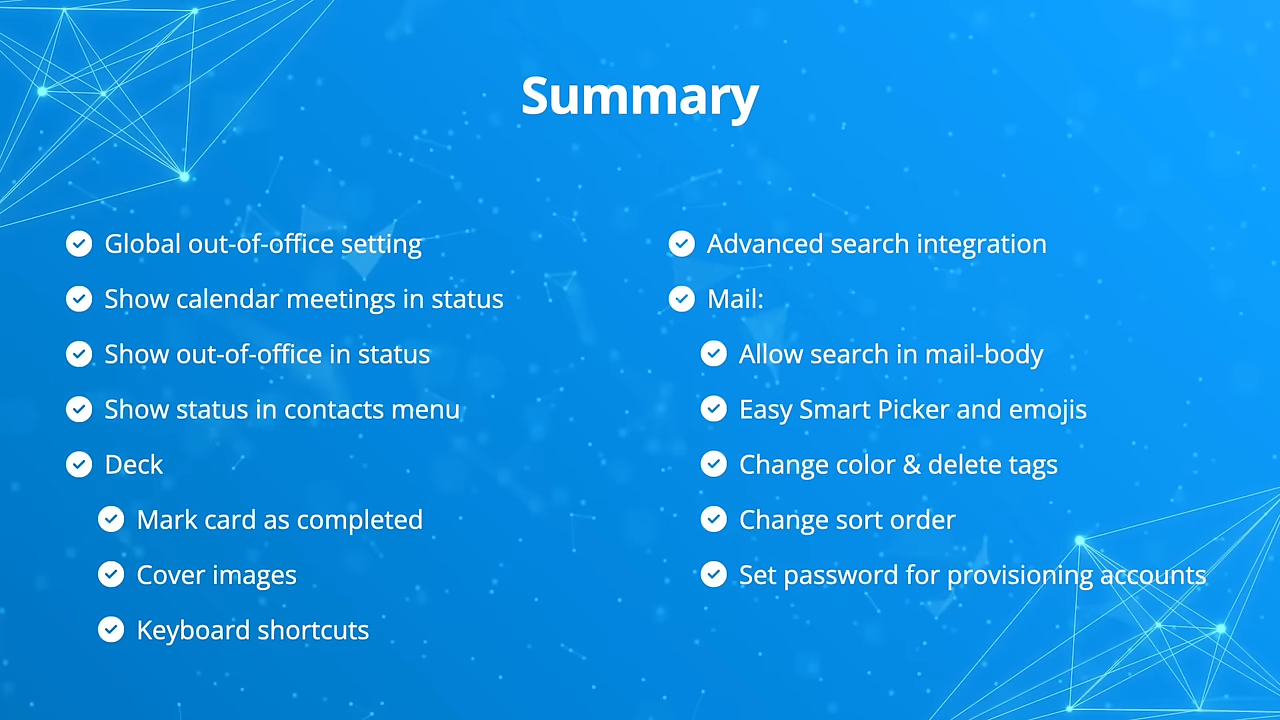 Summary
Global out-of-office setting
Show calendar meetings in status
Show out-of-office in status
Show status in contacts menu
Deck
Mark card as completed
Cover images
Keyboard shortcuts
Advanced search integration
Mail:
Allow search in mail-body
Easy Smart Picker and emojis
Change color & delete tags
Change sort order
Set password for provisioning accounts